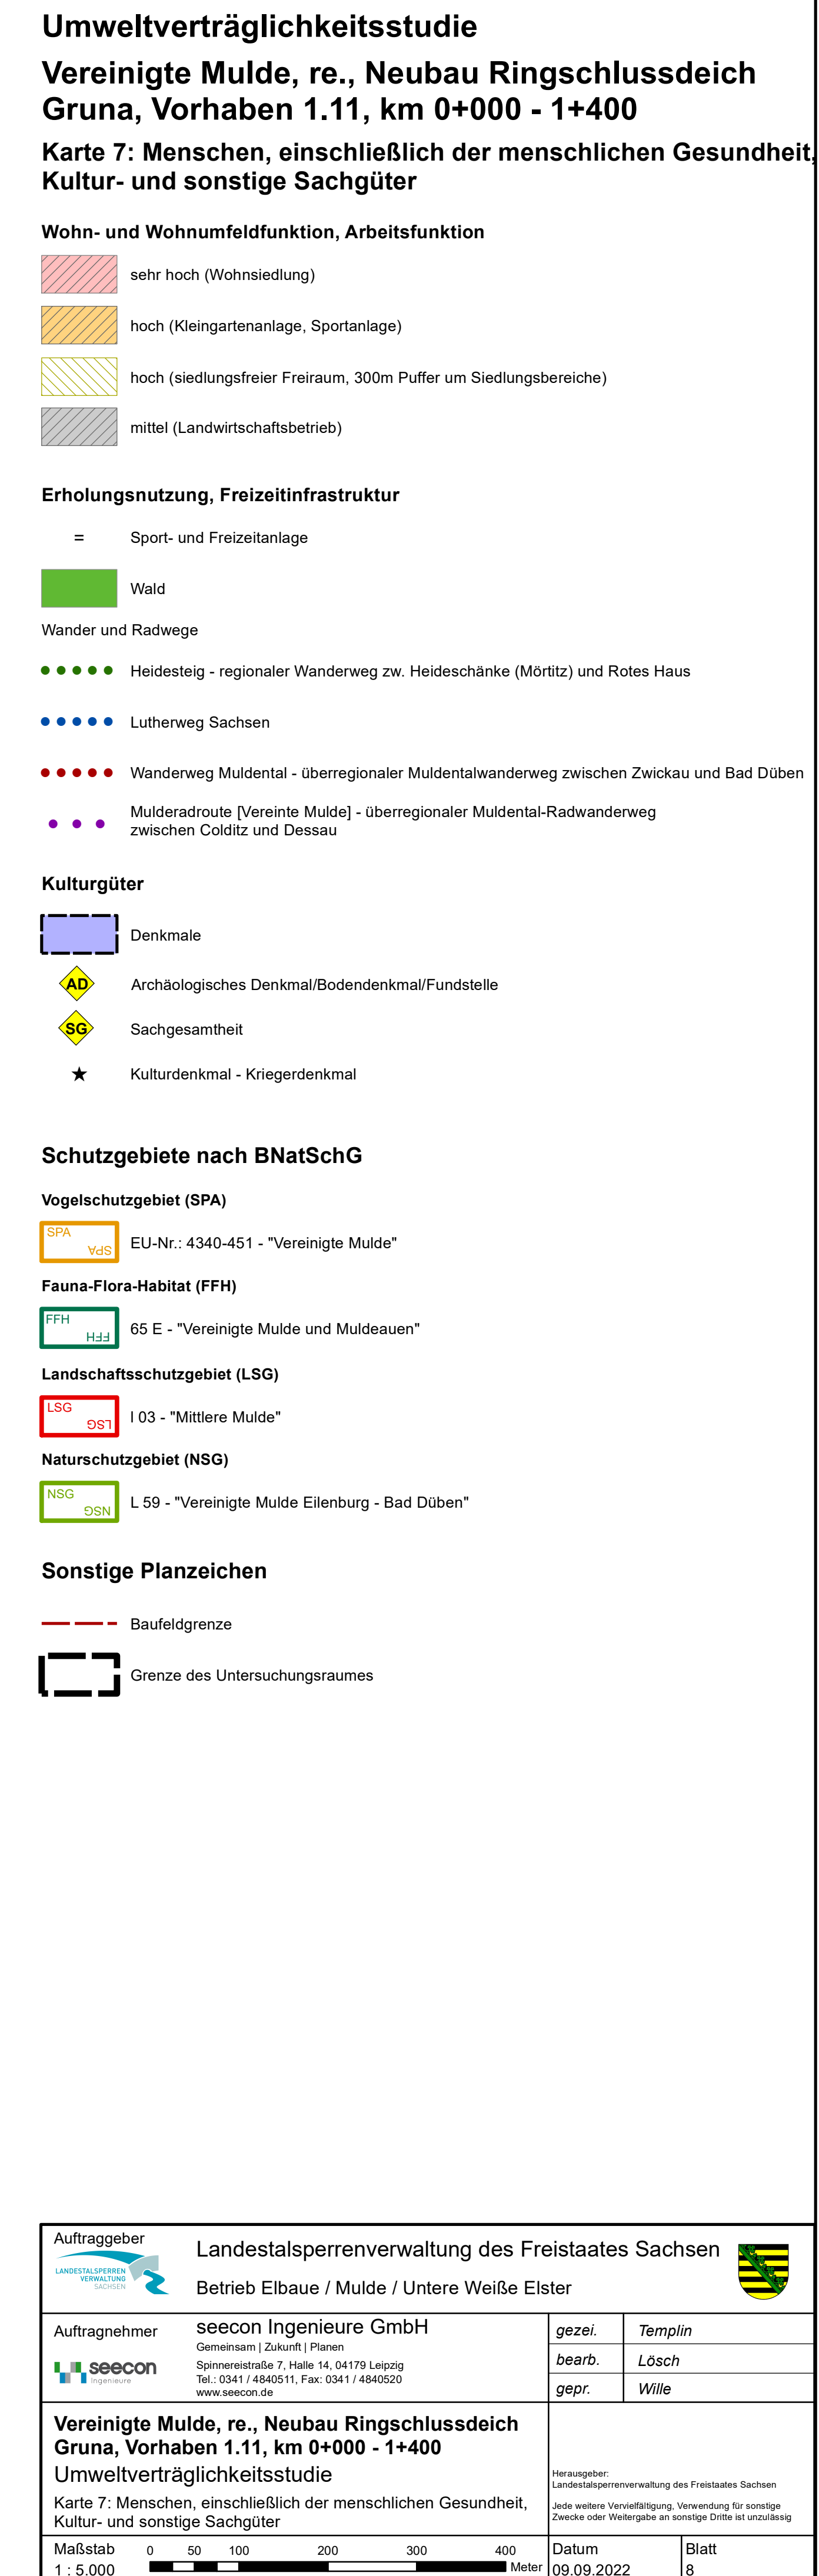 Umweltverträglichkeitsstudie
Vereinigte Mulde, re., Neubau Ringschlussdeich
Gruna, Vorhaben 1.11, km 0+000 - 1+400
Karte 7: Menschen, einschließlich der menschlichen Gesundheit,
Kultur- und sonstige Sachgüter
Wohn- und Wohnumfeldfunktion, Arbeitsfunktion
sehr hoch (Wohnsiedlung)
hoch (Kleingartenanlage, Sportanlage)
hoch (siedlungsfreier Freiraum, 300m Puffer um Siedlungsbereiche)
mittel (Landwirtschaftsbetrieb)
Erholungsnutzung, Freizeitinfrastruktur
= Sport- und Freizeitanlage
Wald
Wander und Radwege
Heidesteig - regionaler Wanderweg zw. Heideschänke (Mörtitz) und Rotes Haus
Lutherweg Sachsen
Wanderweg Muldental - überregionaler Muldentalwanderweg zwischen Zwickau und Bad Düben
Mulderadroute [Vereinte Mulde] - überregionaler Muldental-Radwanderweg
zwischen Colditz und Dessau
Kulturgüter
Denkmale
AD Archäologisches Denkmal/Bodendenkmal/Fundstelle
SG Sachgesamtheit
★ Kulturdenkmal - Kriegerdenkmal
Schutzgebiete nach BNatSchG
Vogelschutzgebiet (SPA)
SPA SPA EU-Nr.: 4340-451 - "Vereinigte Mulde"
Fauna-Flora-Habitat (FFH)
FFH FFH 65 E - "Vereinigte Mulde und Muldeauen"
Landschaftsschutzgebiet (LSG)
LSG LSG l 03 - "Mittlere Mulde"
Naturschutzgebiet (NSG)
NSG NSG L 59 - "Vereinigte Mulde Eilenburg - Bad Düben"
Sonstige Planzeichen
Baufeldgrenze
Grenze des Untersuchungsraumes
Auftraggeber
LANDESTALSPERREN
VERWALTUNG
SACHSEN
Landestalsperrenverwaltung des Freistaates Sachsen
Betrieb Elbaue / Mulde / Untere Weiße Elster
Auftragnehmer
seecon
Ingenieure
seecon Ingenieure GmbH
Gemeinsam | Zukunft | Planen
Spinnereistraße 7, Halle 14, 04179 Leipzig
Tel.: 0341 / 4840511, Fax: 0341 / 4840520
www.seecon.de
gezei. Templin
bearb. Lösch
gepr. Wille
Vereinigte Mulde, re., Neubau Ringschlussdeich
Gruna, Vorhaben 1.11, km 0+000 - 1+400
Umweltverträglichkeitsstudie
Karte 7: Menschen, einschließlich der menschlichen Gesundheit,
Kultur- und sonstige Sachgüter
Herausgeber:
Landestalsperrenverwaltung des Freistaates Sachsen
Jede weitere Vervielfältigung, Verwendung für sonstige
Zwecke oder Weitergabe an sonstige Dritte ist unzulässig
Maßstab
1 : 5.000
0 50 100 200 300 400
Meter
Datum
09.09.2022
Blatt
8